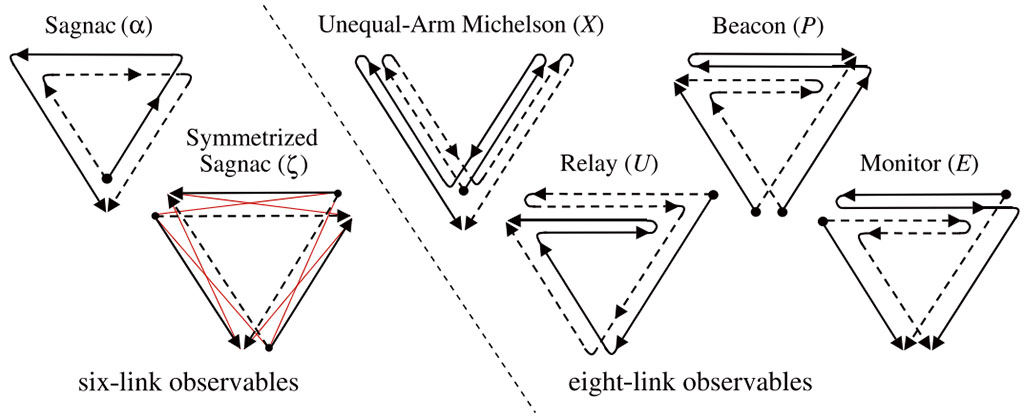 Sagnac (α)
Unequal-Arm Michelson (X)
Beacon (P)
Symmetrized
Sagnac (ζ)
Relay (U)
Monitor (E)
six-link observables
eight-link observables